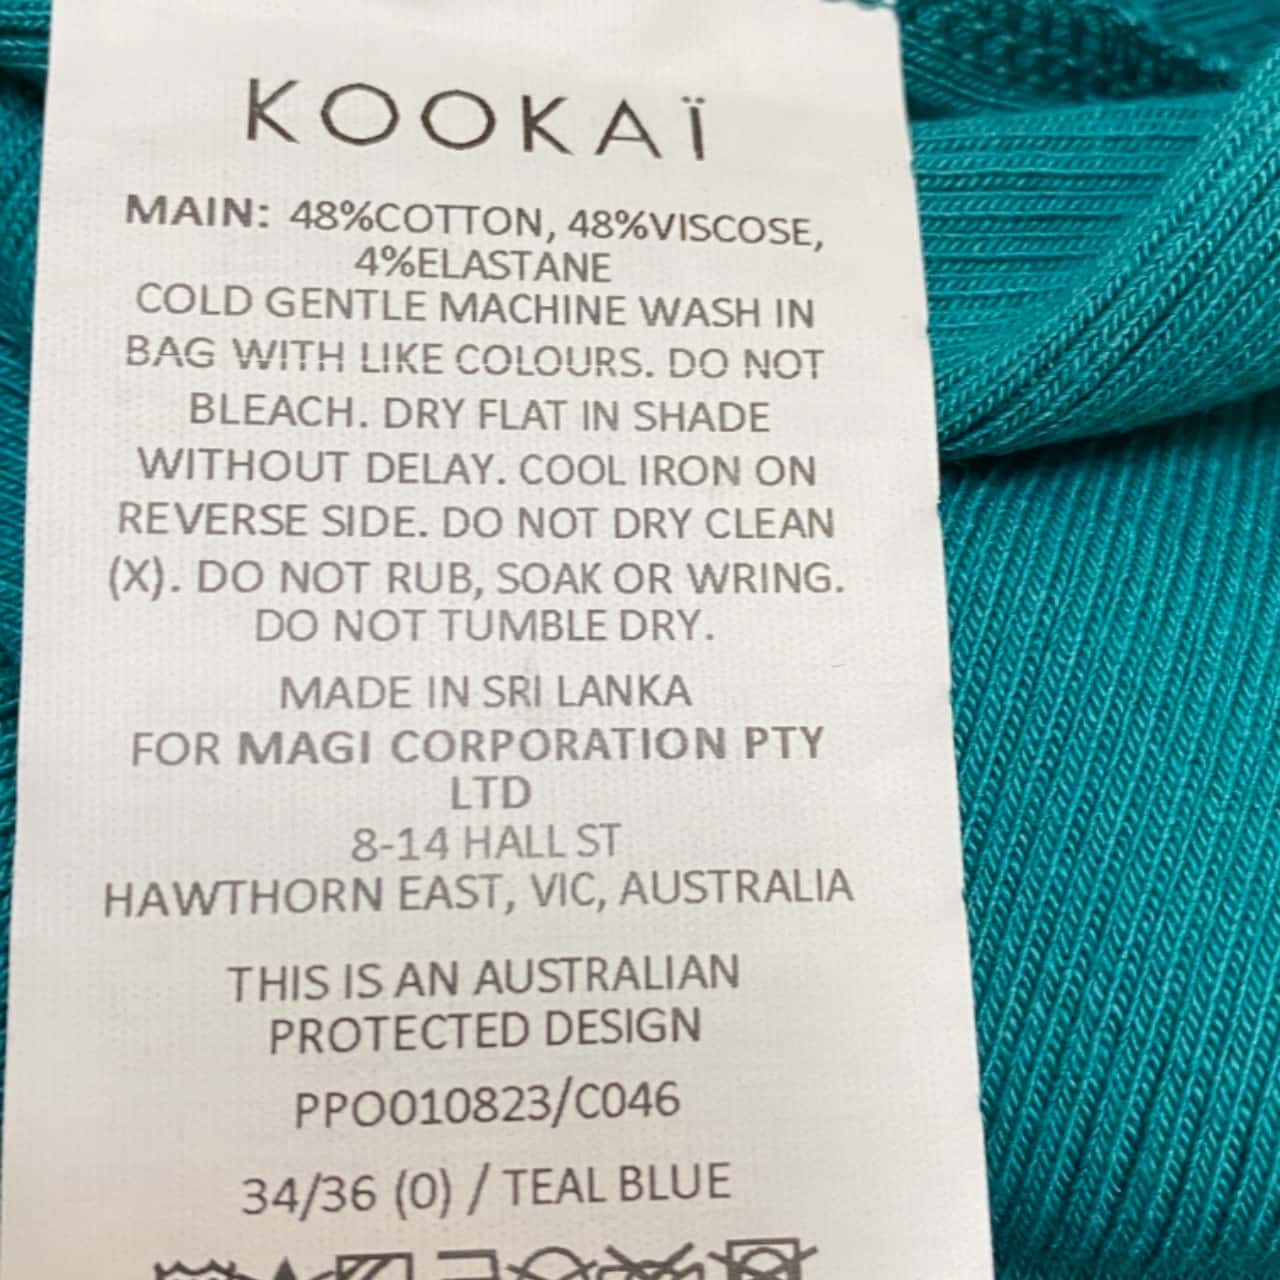 KOOKAÏ
MAIN: 48%COTTON, 48%VISCOSE,
4%ELASTANE
COLD GENTLE MACHINE WASH IN
BAG WITH LIKE COLOURS. DO NOT
BLEACH. DRY FLAT IN SHADE
WITHOUT DELAY. COOL IRON ON
REVERSE SIDE. DO NOT DRY CLEAN
(X). DO NOT RUB, SOAK OR WRING.
DO NOT TUMBLE DRY.
MADE IN SRI LANKA
FOR MAGI CORPORATION PTY
LTD
8-14 HALL ST
HAWTHORN EAST, VIC, AUSTRALIA
THIS IS AN AUSTRALIAN
PROTECTED DESIGN
PPO010823/C046
34/36 (0) / TEAL BLUE